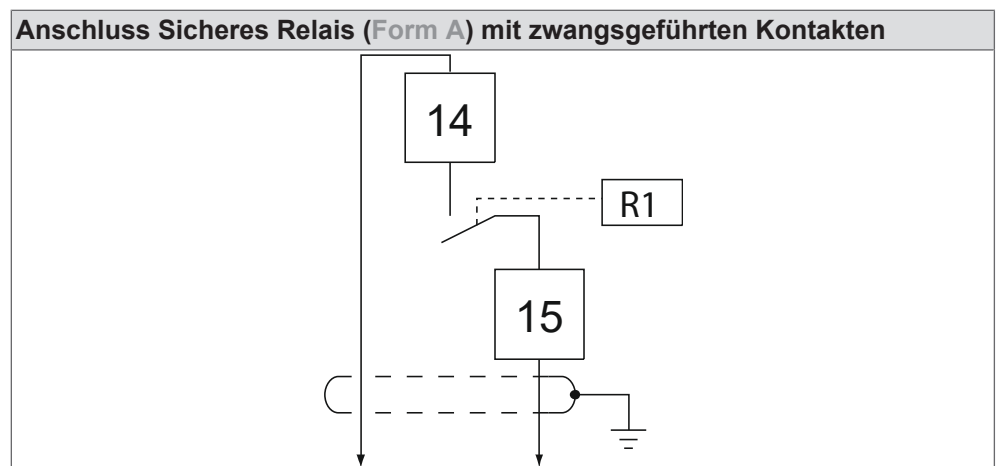 Anschluss Sicheres Relais (Form A) mit zwangsgeführten Kontakten
14
R1
15